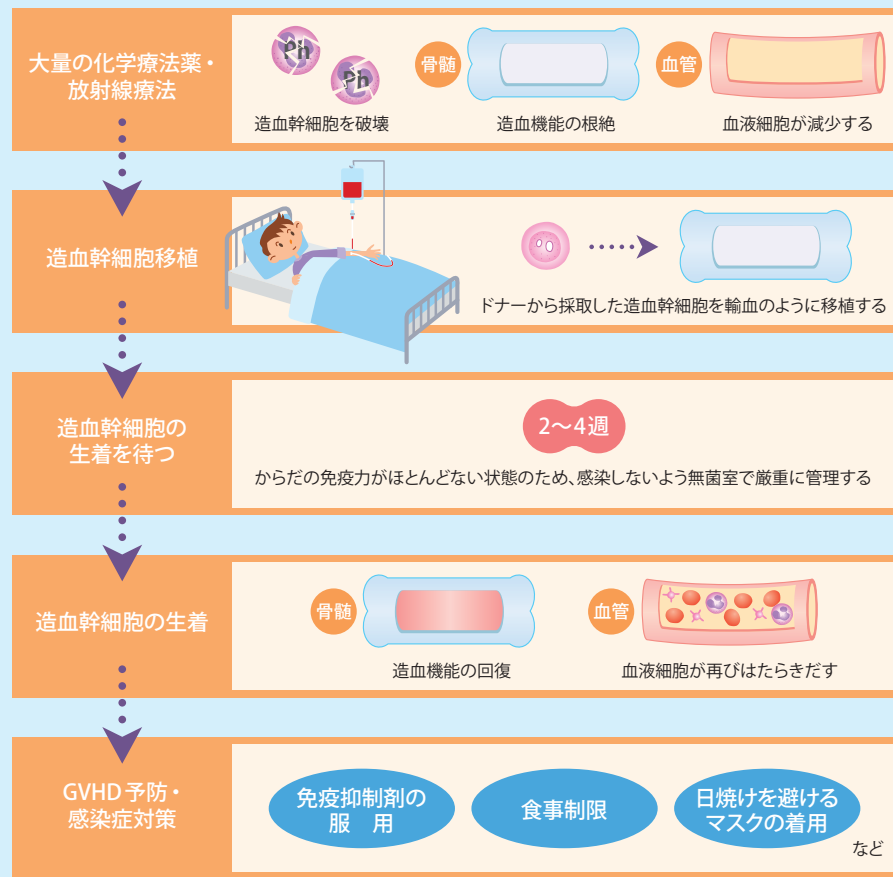 大量の化学療法薬・
放射線療法
Ph
Ph
骨髄
血管
造血幹細胞を破壊
造血機能の根絶
血液細胞が減少する
造血幹細胞移植
ドナーから採取した造血幹細胞を輸血のように移植する
造血幹細胞の
生着を待つ
2〜4週
からだの免疫力がほとんどない状態のため、感染しないよう無菌室で厳重に管理する
造血幹細胞の生着
骨髄
血管
造血機能の回復
血液細胞が再びはたらきだす
GVHD予防・
感染症対策
免疫抑制剤の
服　用
食事制限
日焼けを避ける
マスクの着用
など